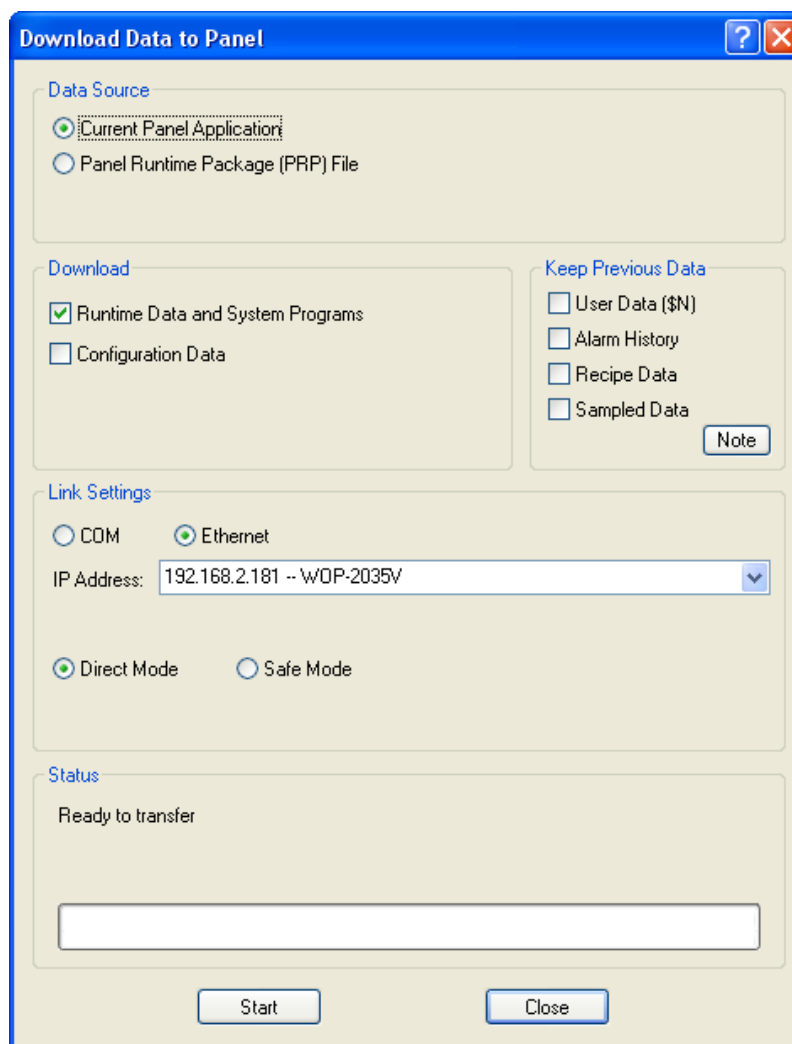 Download Data to Panel
Data Source
Current Panel Application
Panel Runtime Package (PRP) File
Download
Runtime Data and System Programs
Configuration Data
Keep Previous Data
User Data ($N)
Alarm History
Recipe Data
Sampled Data
Note
Link Settings
COM Ethernet
IP Address: 192.168.2.181 -- WOP-2035V
Direct Mode Safe Mode
Status
Ready to transfer
Start Close